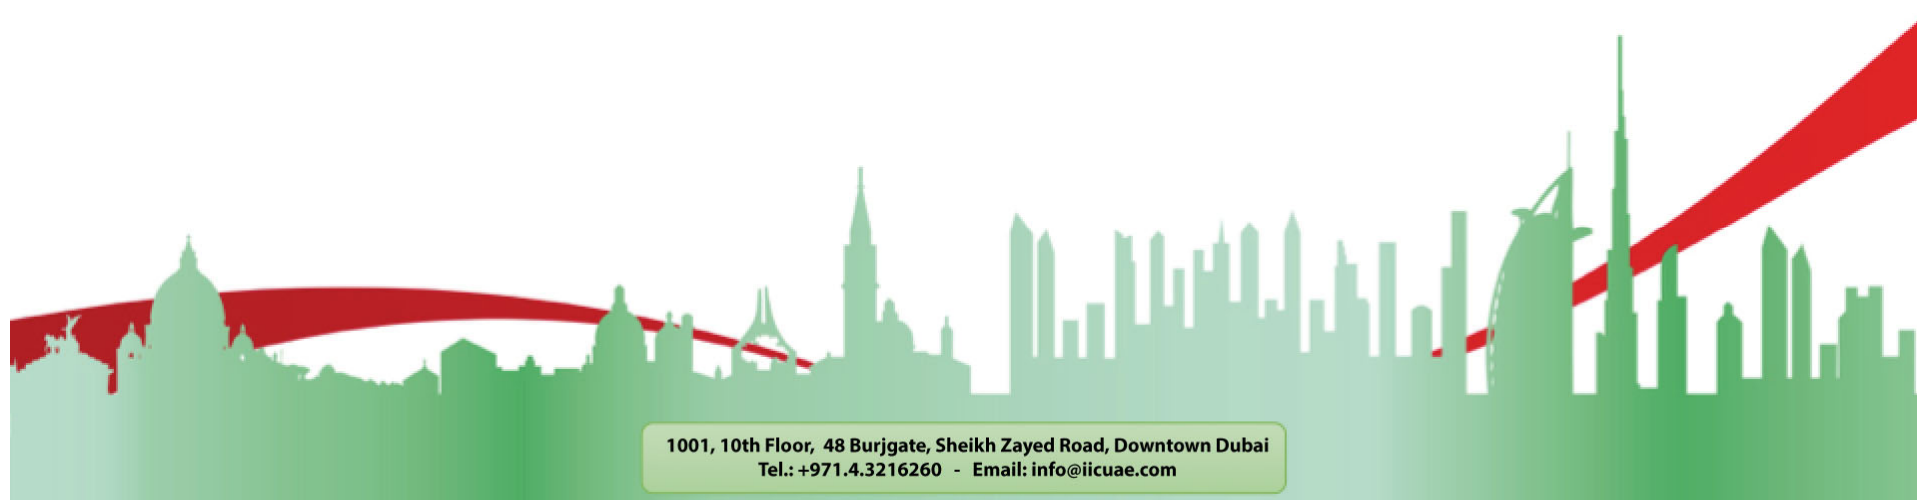 1001, 10th Floor, 48 Burjgate, Sheikh Zayed Road, Downtown Dubai
Tel.: +971.4.3216260 - Email: info@iicuae.com